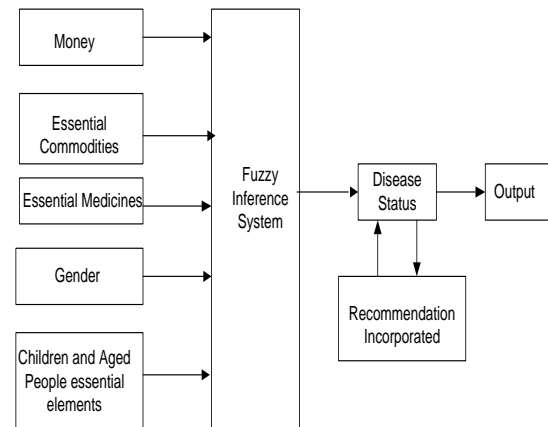 Money
Essential
Commodities
Essential Medicines
Gender
Children and Aged
People essential
elements
Fuzzy
Inference
System
Disease
Status
Output
Recommendation
Incorporated